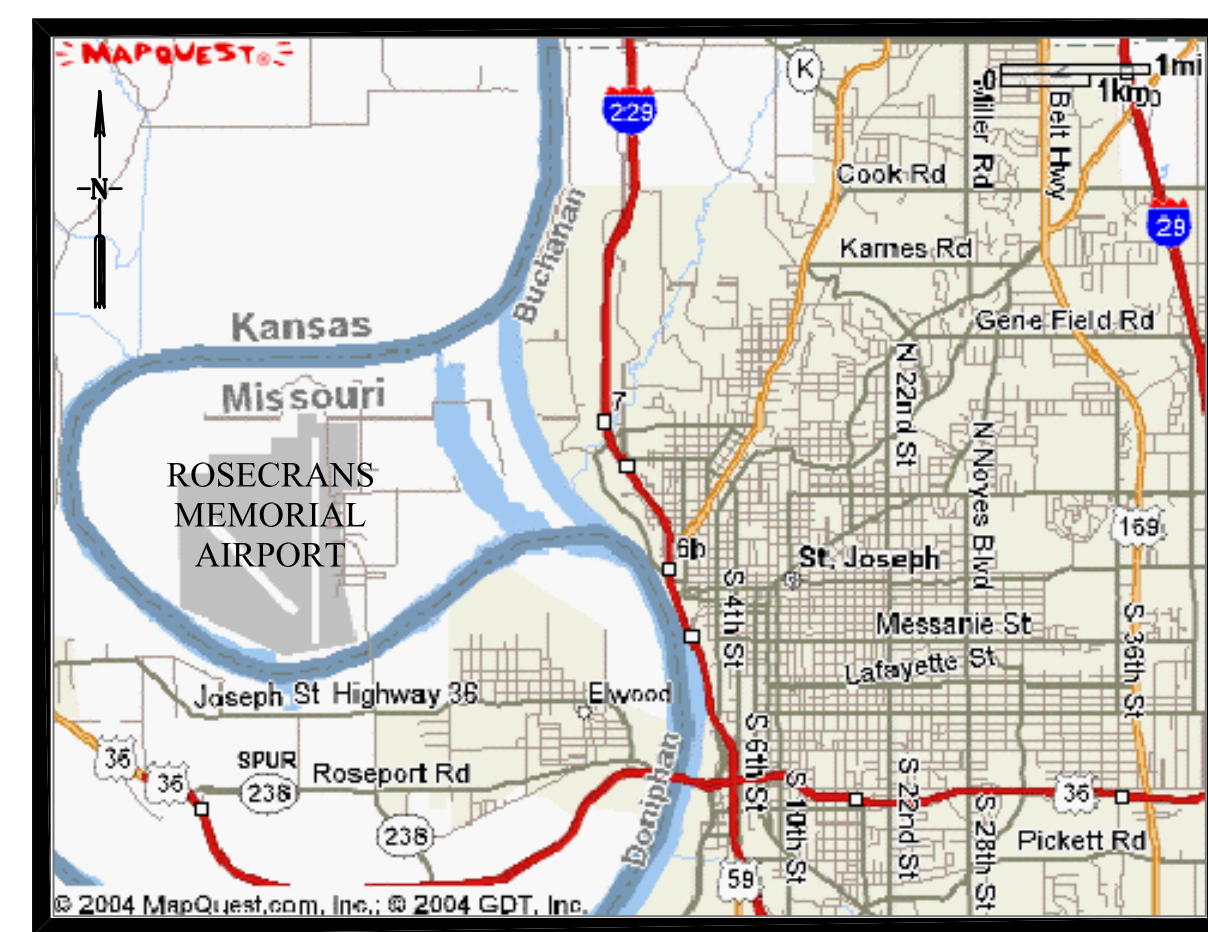 MAPQUEST®
229
K
0
1mi
1km
N
Miller Rd
N Belt Hwy
Cook Rd
29
Buchanan
Karnes Rd
Kansas
Gene Field Rd
Missouri
7
N 22nd St
N Noyes Blvd
ROSECRANS
MEMORIAL
AIRPORT
169
6b
St. Joseph
S 4th St
Messanie St
S 36th St
Lafayette St
Joseph St Highway 36
Elwood
S 6th St
36
36
SPUR
238
Roseport Rd
Doniphan
S 10th St
S 22nd St
S 28th St
36
238
Pickett Rd
59
© 2004 MapQuest.com, Inc.; © 2004 GDT, Inc.